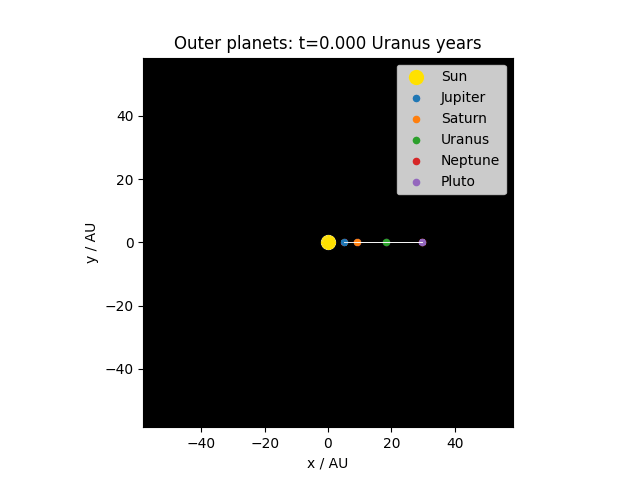 Outer planets: t=0.000 Uranus years
Sun
Jupiter
Saturn
Uranus
Neptune
Pluto
40
20
0
−20
−40
y / AU
−40
−20
0
20
40
x / AU